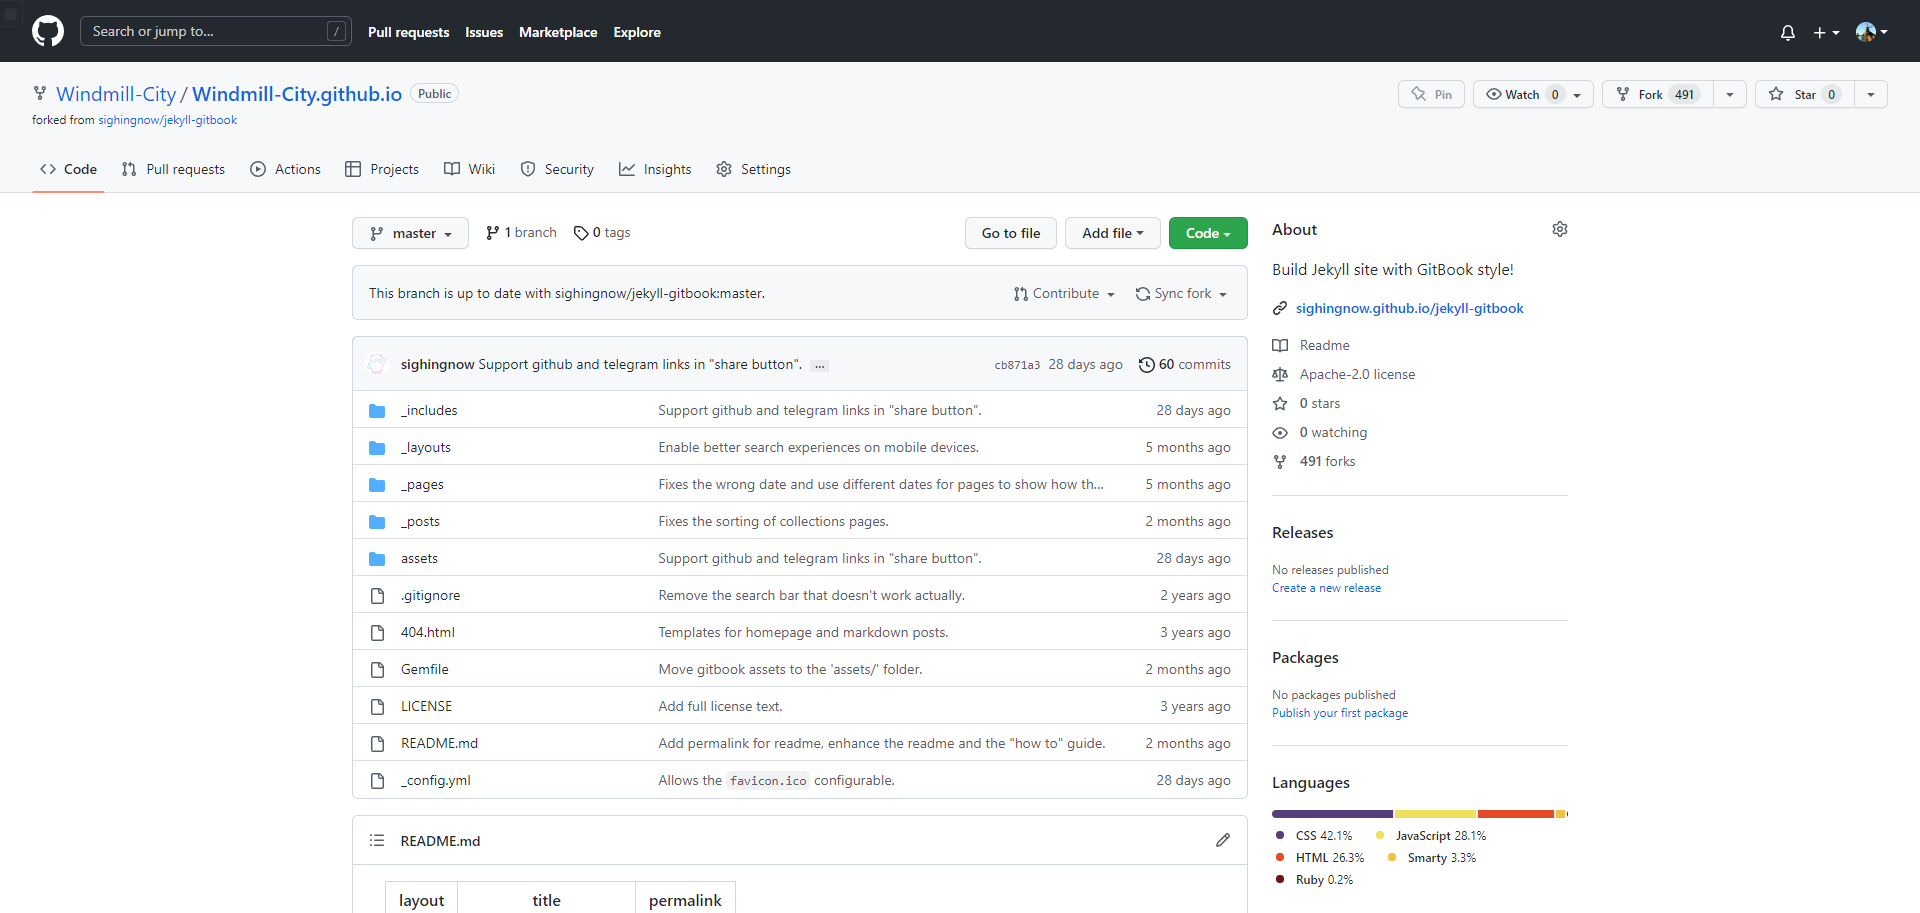 Search or jump to... /
Pull requests Issues Marketplace Explore
Windmill-City / Windmill-City.github.io Public
Pin Watch 0 Fork 491 Star 0
forked from sighingnow/jekyll-gitbook
Code Pull requests Actions Projects Wiki Security Insights Settings
master 1 branch 0 tags Go to file Add file Code
This branch is up to date with sighingnow/jekyll-gitbook:master. Contribute Sync fork
sighingnow Support github and telegram links in "share button". ... cb871a3 28 days ago 60 commits
_includes Support github and telegram links in "share button". 28 days ago
_layouts Enable better search experiences on mobile devices. 5 months ago
_pages Fixes the wrong date and use different dates for pages to show how th... 5 months ago
_posts Fixes the sorting of collections pages. 2 months ago
assets Support github and telegram links in "share button". 28 days ago
.gitignore Remove the search bar that doesn't work actually. 2 years ago
404.html Templates for homepage and markdown posts. 3 years ago
Gemfile Move gitbook assets to the 'assets/' folder. 2 months ago
LICENSE Add full license text. 3 years ago
README.md Add permalink for readme, enhance the readme and the "how to" guide. 2 months ago
_config.yml Allows the favicon.ico configurable. 28 days ago
README.md
layout title permalink
About
Build Jekyll site with GitBook style!
sighingnow.github.io/jekyll-gitbook
Readme
Apache-2.0 license
0 stars
0 watching
491 forks
Releases
No releases published
Create a new release
Packages
No packages published
Publish your first package
Languages
CSS 42.1% JavaScript 28.1%
HTML 26.3% Smarty 3.3%
Ruby 0.2%